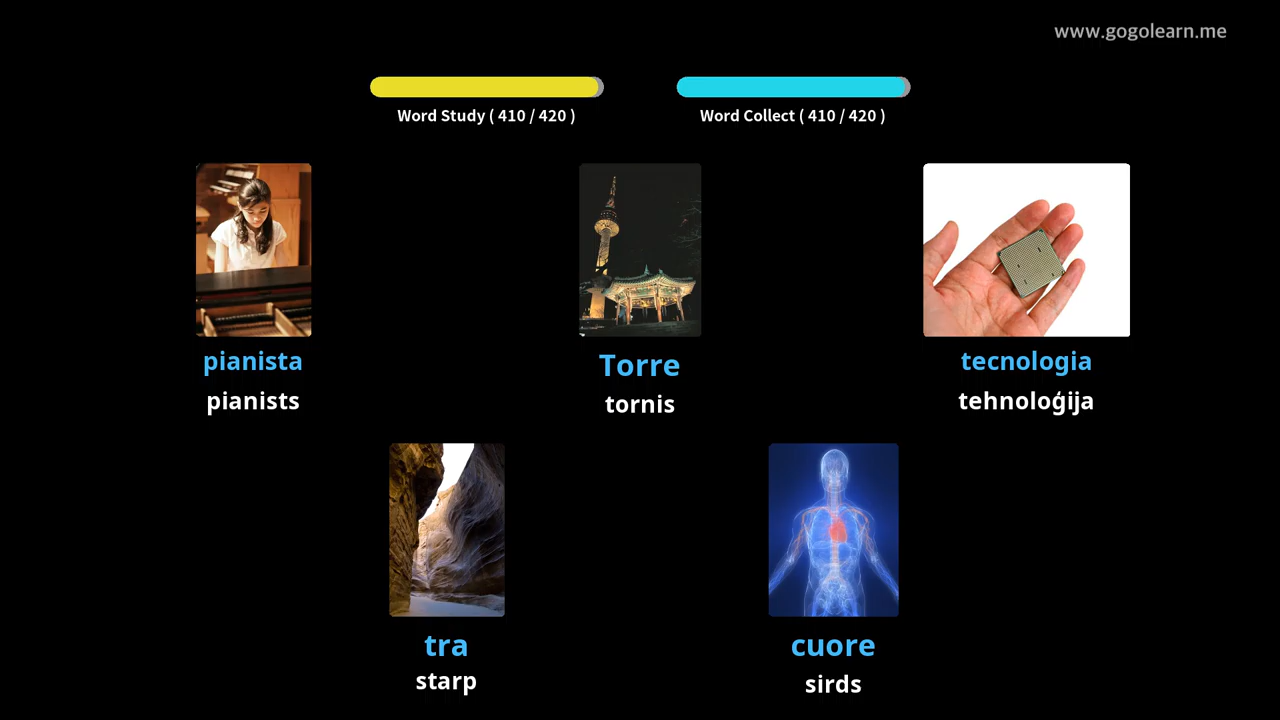 www.gogolearn.me
Word Study ( 410 / 420 )
Word Collect ( 410 / 420 )
pianista
pianists
Torre
tornis
tecnologia
tehnoloģija
tra
starp
cuore
sirds